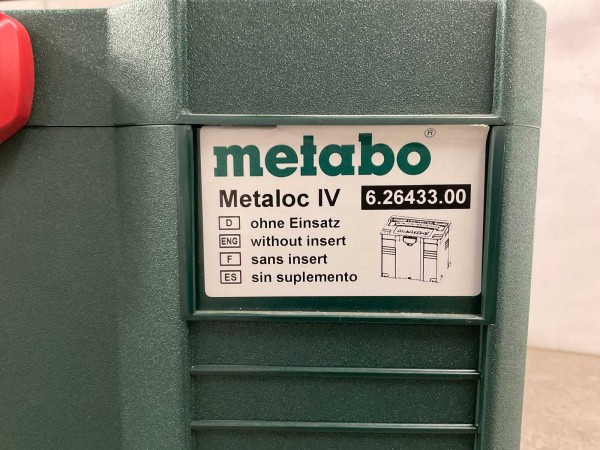 metabo®
Metaloc IV 6.26433.00
D ohne Einsatz
ENG without insert
F sans insert
ES sin suplemento